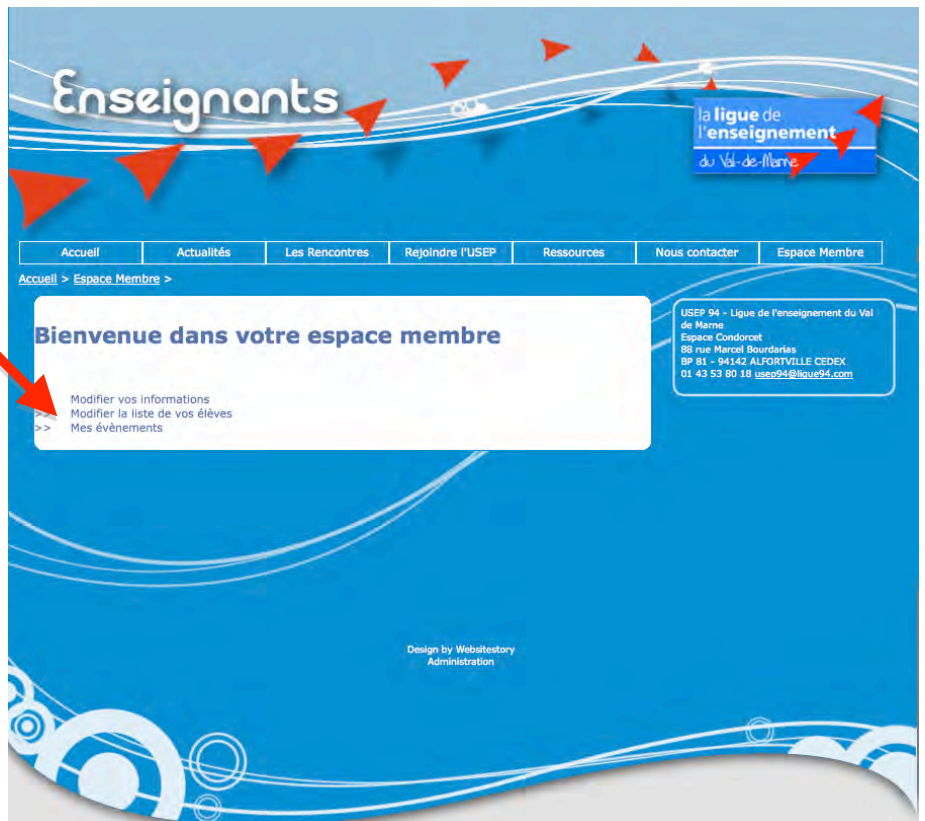 Enseignants
la ligue de
l'enseignement
du Val-de-Marne
Accueil Actualités Les Rencontres Rejoindre l'USEP Ressources Nous contacter Espace Membre
Accueil > Espace Membre >
Bienvenue dans votre espace membre
Modifier vos informations
>> Modifier la liste de vos élèves
>> Mes évènements
USEP 94 - Ligue de l'enseignement du Val
de Marne
Espace Condorcet
88 rue Marcel Bourdarias
BP 81 - 94142 ALFORTVILLE CEDEX
01 43 53 80 18 usep94@ligue94.com
Design by Websitestory
Administration